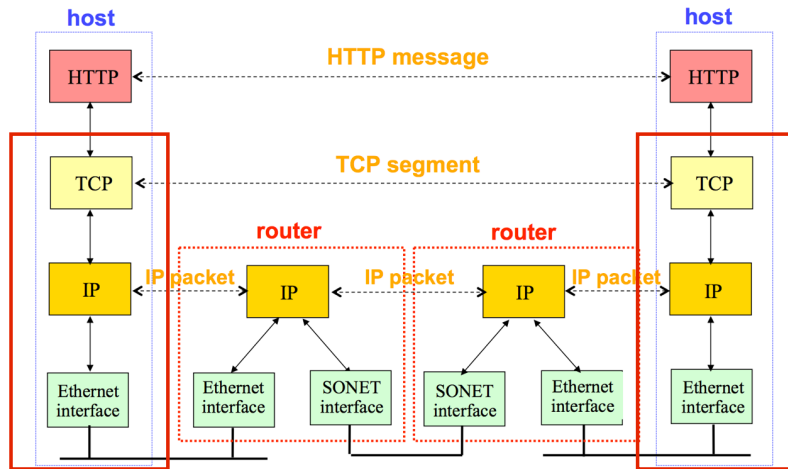 host
host
HTTP
HTTP message
HTTP
TCP
TCP segment
TCP
router
router
IP
IP packet
IP
IP packet
IP
IP packet
IP
Ethernet
interface
Ethernet
interface
SONET
interface
SONET
interface
Ethernet
interface
Ethernet
interface